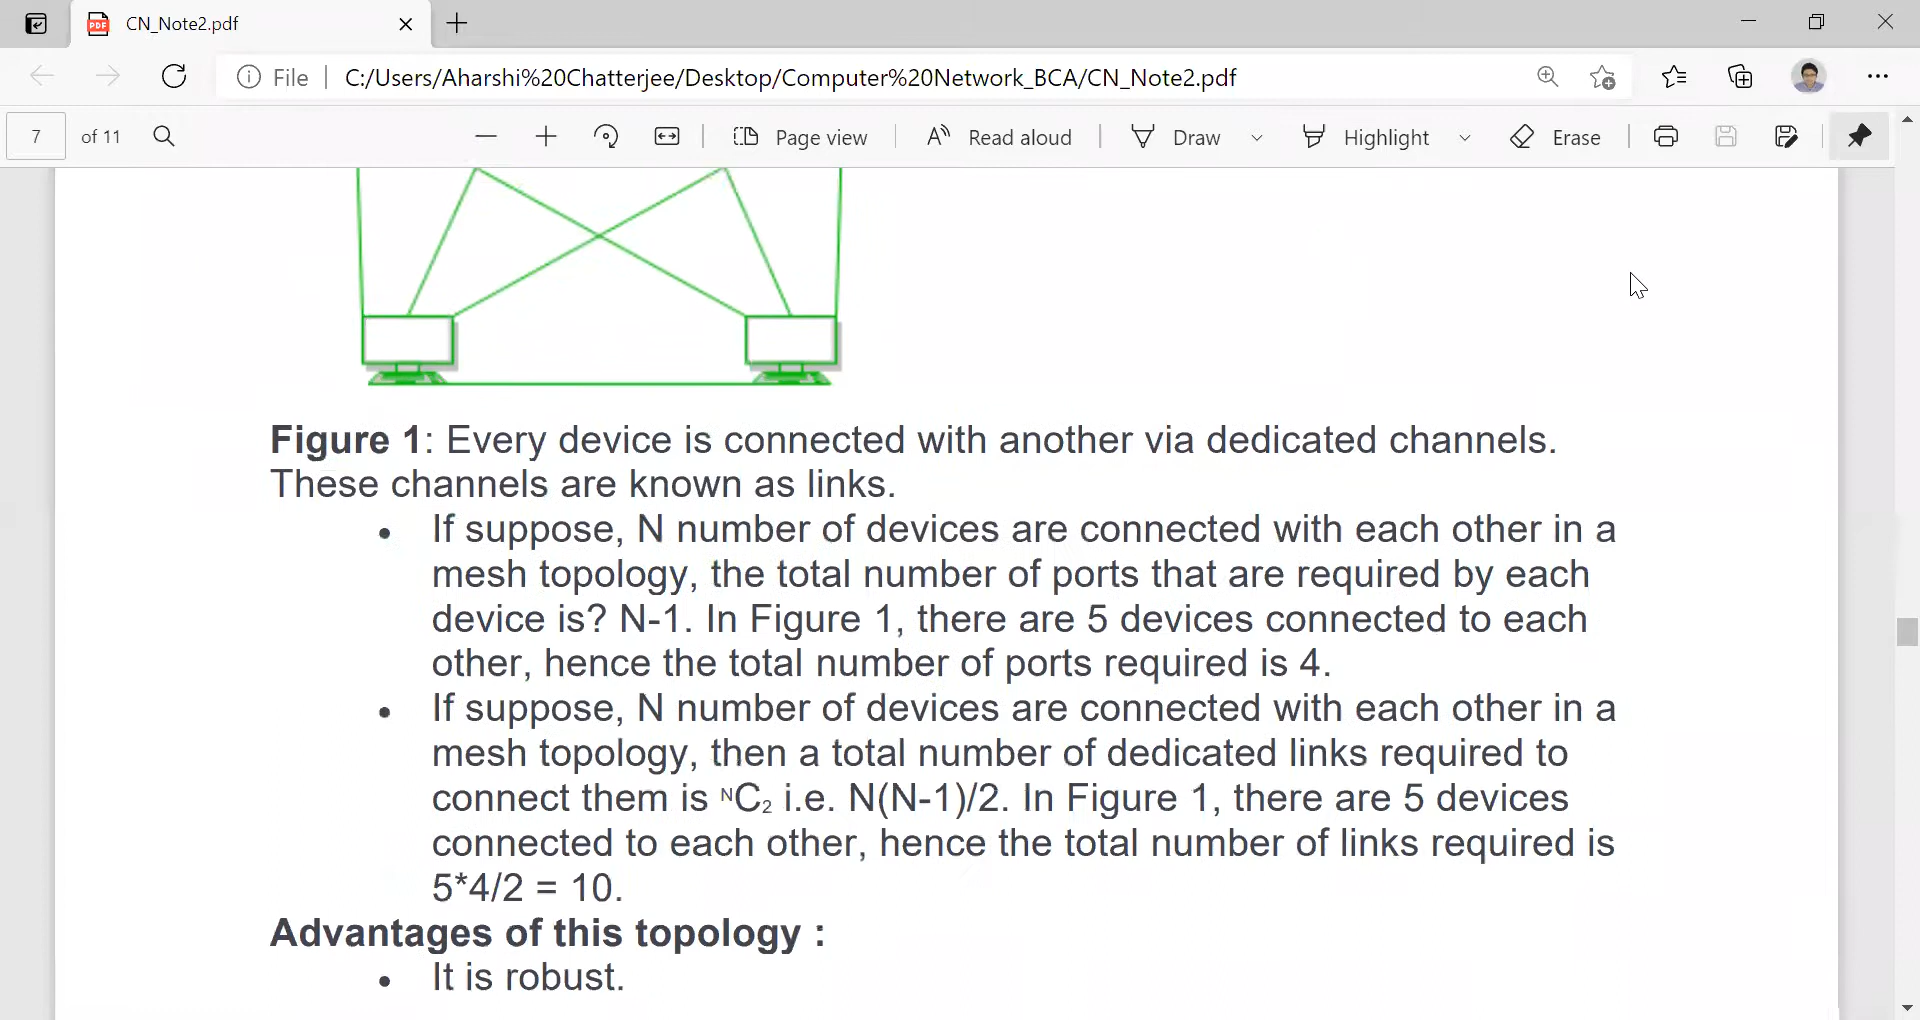 CN_Note2.pdf
File | C:/Users/Aharshi%20Chatterjee/Desktop/Computer%20Network_BCA/CN_Note2.pdf
7 of 11 Page view Read aloud Draw Highlight Erase
Figure 1: Every device is connected with another via dedicated channels.
These channels are known as links.
• If suppose, N number of devices are connected with each other in a
mesh topology, the total number of ports that are required by each
device is? N-1. In Figure 1, there are 5 devices connected to each
other, hence the total number of ports required is 4.
• If suppose, N number of devices are connected with each other in a
mesh topology, then a total number of dedicated links required to
connect them is ᴺC₂ i.e. N(N-1)/2. In Figure 1, there are 5 devices
connected to each other, hence the total number of links required is
5*4/2 = 10.
Advantages of this topology :
• It is robust.